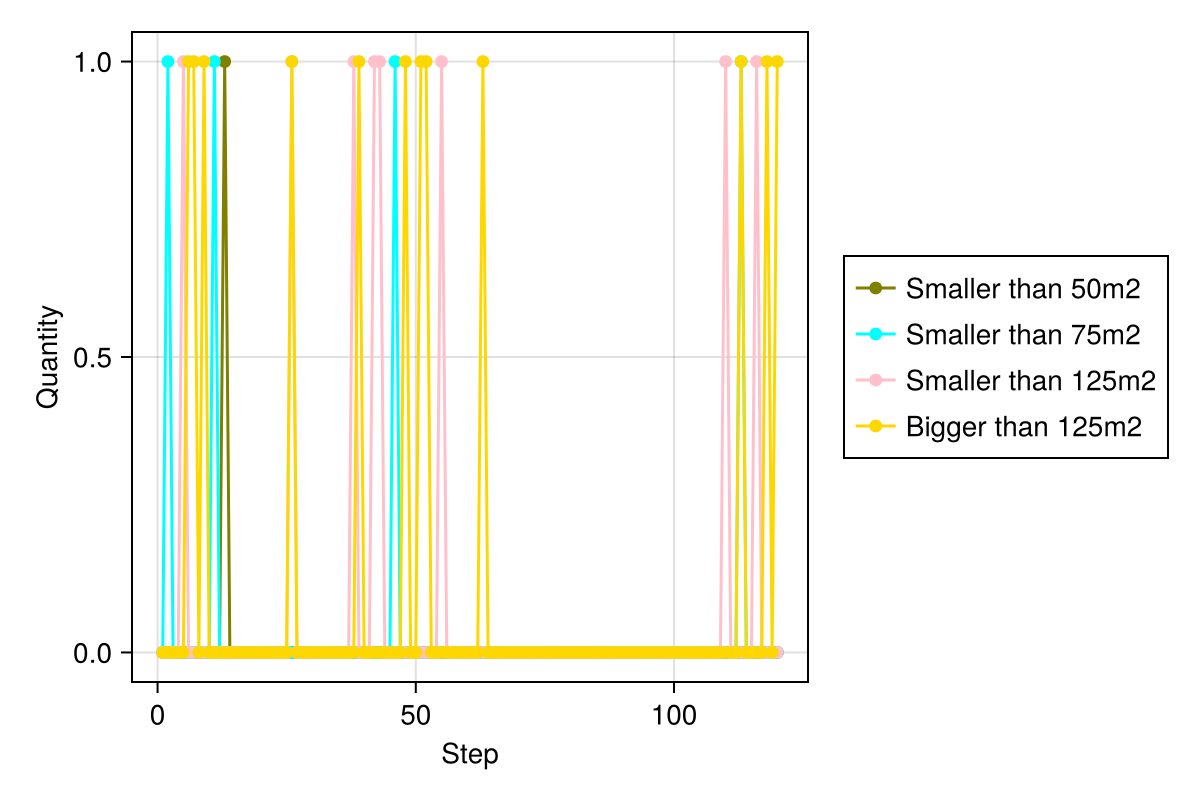 1.0
0.5
0.0
Quantity
0
50
100
Step
Smaller than 50m2
Smaller than 75m2
Smaller than 125m2
Bigger than 125m2